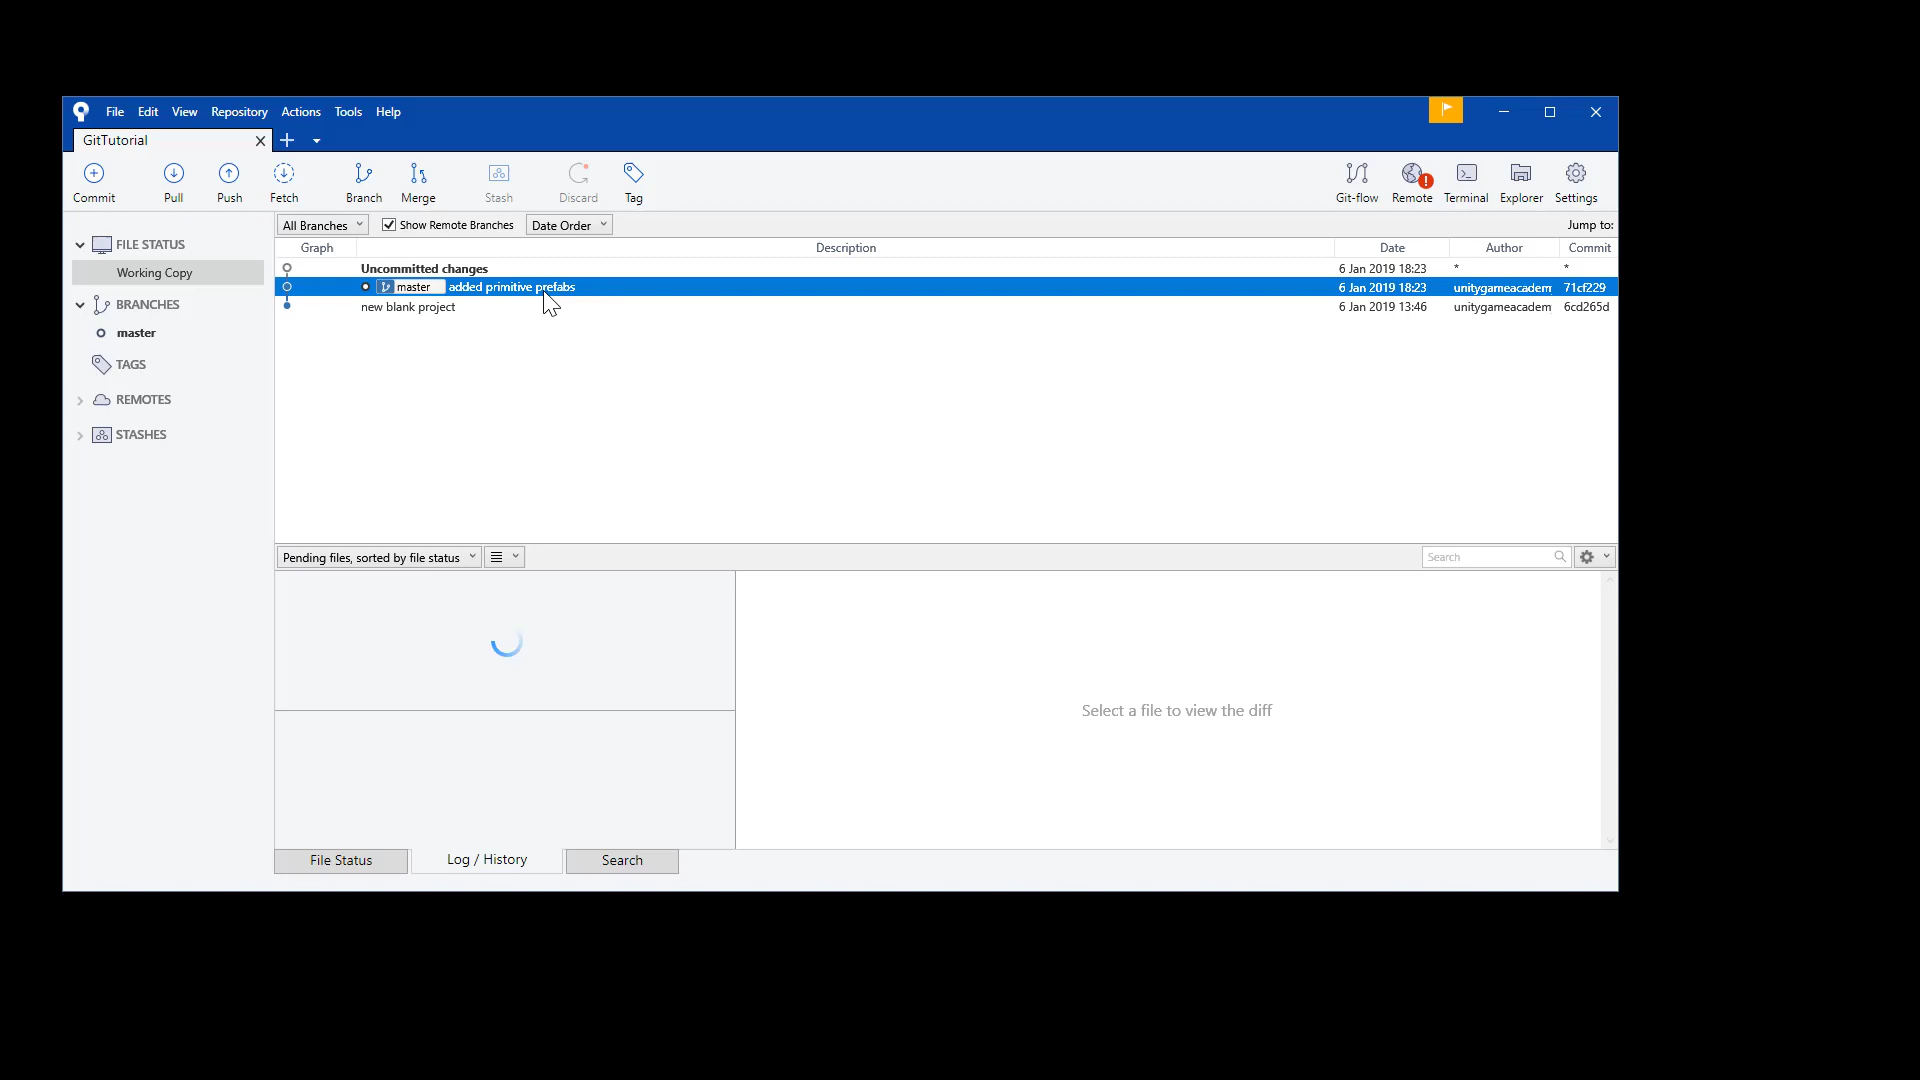 File Edit View Repository Actions Tools Help
GitTutorial
Commit Pull Push Fetch Branch Merge Stash Discard Tag Git-flow Remote Terminal Explorer Settings
All Branches Show Remote Branches Date Order Jump to:
Graph Description Date Author Commit
Uncommitted changes 6 Jan 2019 18:23 * *
master added primitive prefabs 6 Jan 2019 18:23 unitygameacadem 71cf229
new blank project 6 Jan 2019 13:46 unitygameacadem 6cd265d
FILE STATUS
Working Copy
BRANCHES
master
TAGS
REMOTES
STASHES
Pending files, sorted by file status Search
Select a file to view the diff
File Status Log / History Search